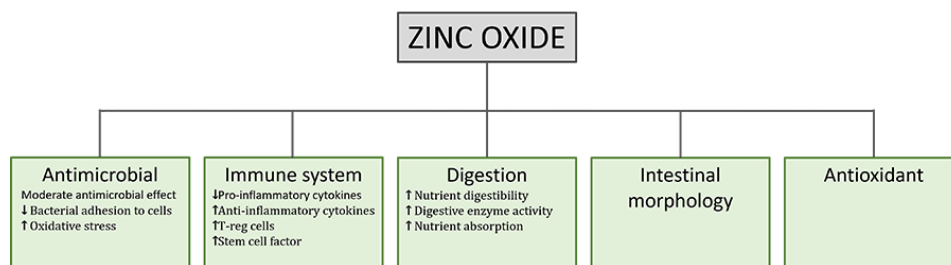 ZINC OXIDE
Antimicrobial
Moderate antimicrobial effect
↓ Bacterial adhesion to cells
↑ Oxidative stress
Immune system
↓Pro-inflammatory cytokines
↑Anti-inflammatory cytokines
↑T-reg cells
↑Stem cell factor
Digestion
↑ Nutrient digestibility
↑ Digestive enzyme activity
↑ Nutrient absorption
Intestinal
morphology
Antioxidant